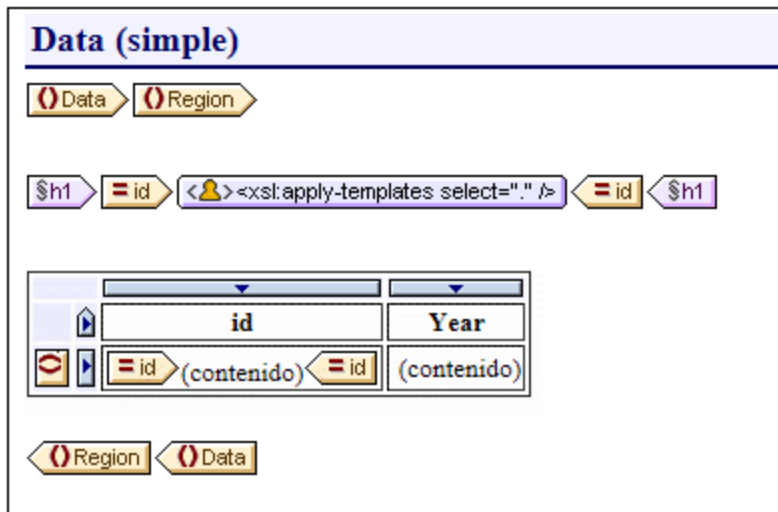 Data (simple)
()Data ()Region
§h1 =id <><xsl:apply-templates select="." /> =id §h1
id Year
=id (contenido) =id (contenido)
()Region ()Data